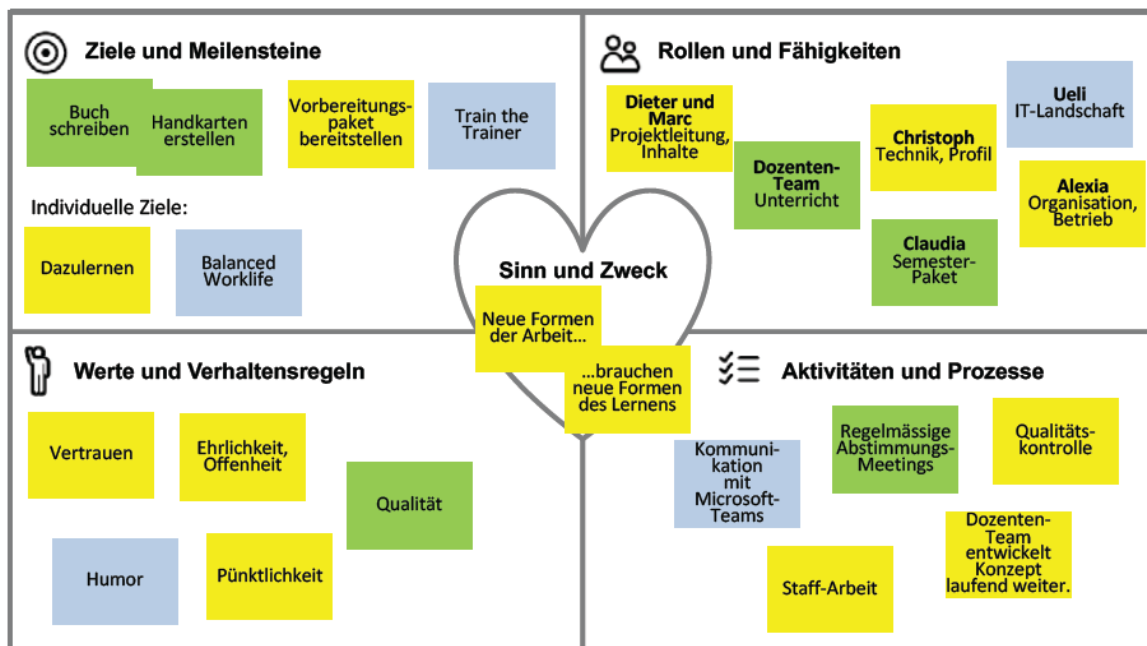 Ziele und Meilensteine
Buch
schreiben
Handkarten
erstellen
Vorbereitungs-
paket
bereitstellen
Train the
Trainer
Individuelle Ziele:
Dazulernen
Balanced
Worklife
Rollen und Fähigkeiten
Dieter und
Marc
Projektleitung,
Inhalte
Dozenten-
Team
Unterricht
Christoph
Technik, Profil
Ueli
IT-Landschaft
Alexia
Organisation,
Betrieb
Claudia
Semester-
Paket
Sinn und Zweck
Neue Formen
der Arbeit...
...brauchen
neue Formen
des Lernens
Werte und Verhaltensregeln
Vertrauen
Ehrlichkeit,
Offenheit
Qualität
Humor
Pünktlichkeit
Aktivitäten und Prozesse
Kommuni-
kation
mit
Microsoft-
Teams
Regelmässige
Abstimmungs-
Meetings
Qualitäts-
kontrolle
Staff-Arbeit
Dozenten-
Team
entwickelt
Konzept
laufend weiter.